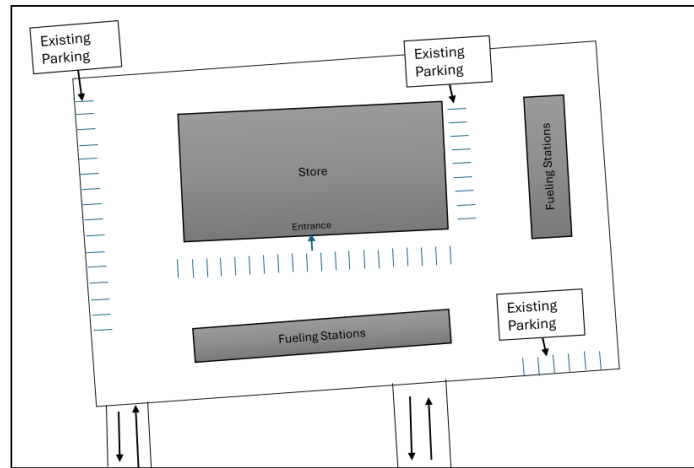 Existing
Parking
Existing
Parking
Store
Fueling Stations
Entrance
Existing
Parking
Fueling Stations